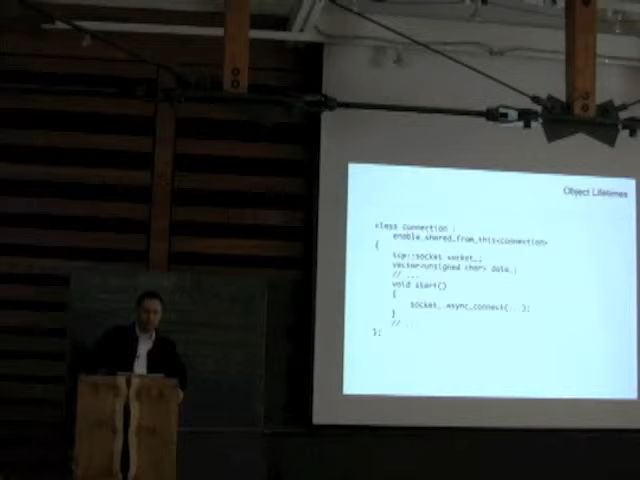 Object Lifetimes
class connection :
enable_shared_from_this<connection>
{
tcp::socket socket_;
vector<unsigned char> data_;
// ...
void start()
{
socket_.async_connect(...);
}
// ...
};